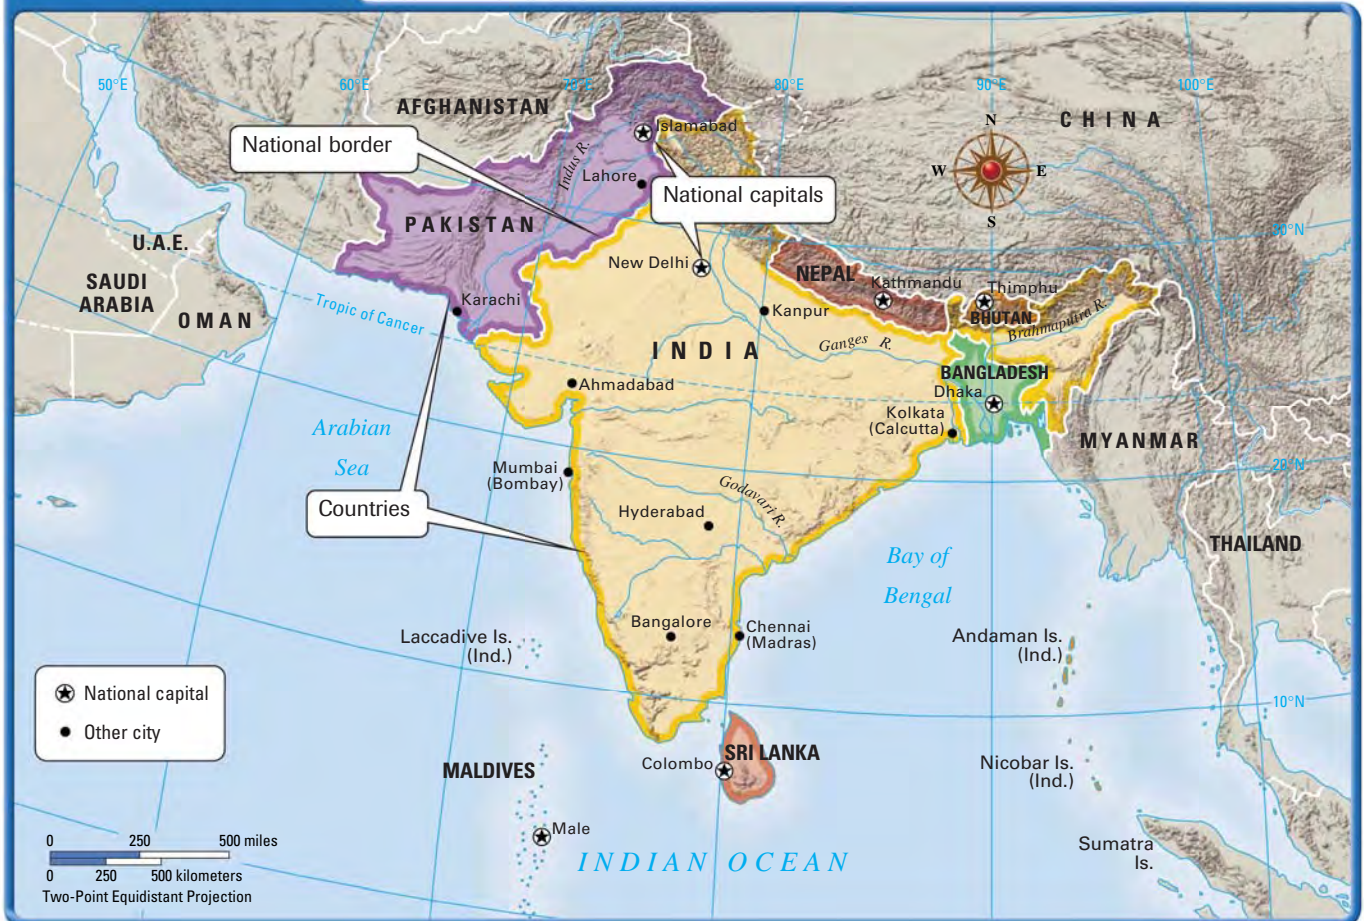 50°E
60°E
70°E
80°E
90°E
100°E
AFGHANISTAN
CHINA
Islamabad
National border
Indus R.
Lahore
National capitals
N
W
E
S
PAKISTAN
30°N
U.A.E.
SAUDI
ARABIA
OMAN
New Delhi
NEPAL
Kathmandu
Thimphu
BHUTAN
Brahmaputra R.
Karachi
Tropic of Cancer
Kanpur
INDIA
Ganges R.
BANGLADESH
Dhaka
Ahmadabad
Kolkata
(Calcutta)
MYANMAR
Arabian
Sea
Mumbai
(Bombay)
20°N
Godavari R.
Countries
Hyderabad
THAILAND
Bay of
Bengal
Laccadive Is.
(Ind.)
Bangalore
Chennai
(Madras)
Andaman Is.
(Ind.)
National capital
Other city
10°N
MALDIVES
Colombo
SRI LANKA
Nicobar Is.
(Ind.)
Male
INDIAN OCEAN
Sumatra
Is.
0 250 500 miles
0 250 500 kilometers
Two-Point Equidistant Projection